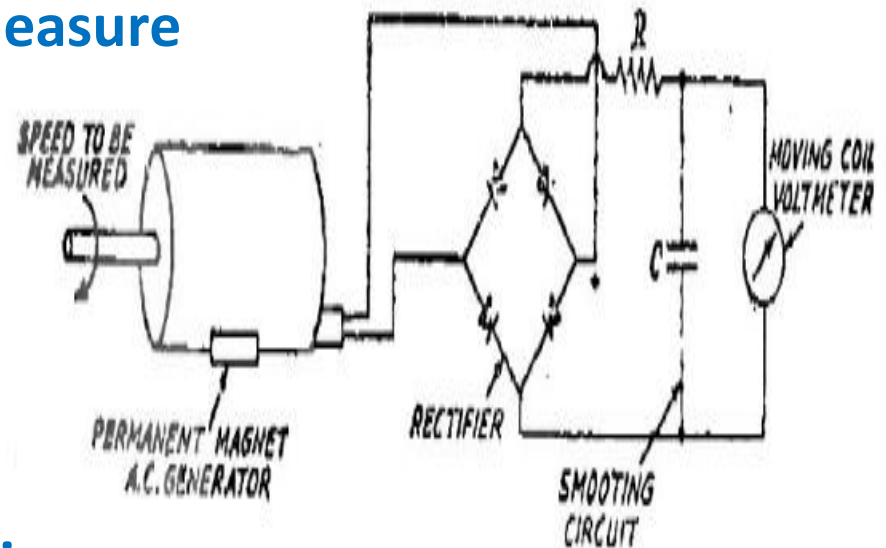 easure
R
SPEED TO BE
MEASURED
MOVING COIL
VOLTMETER
C
RECTIFIER
PERMANENT MAGNET
A.C. GENERATOR
SMOOTING
CIRCUIT